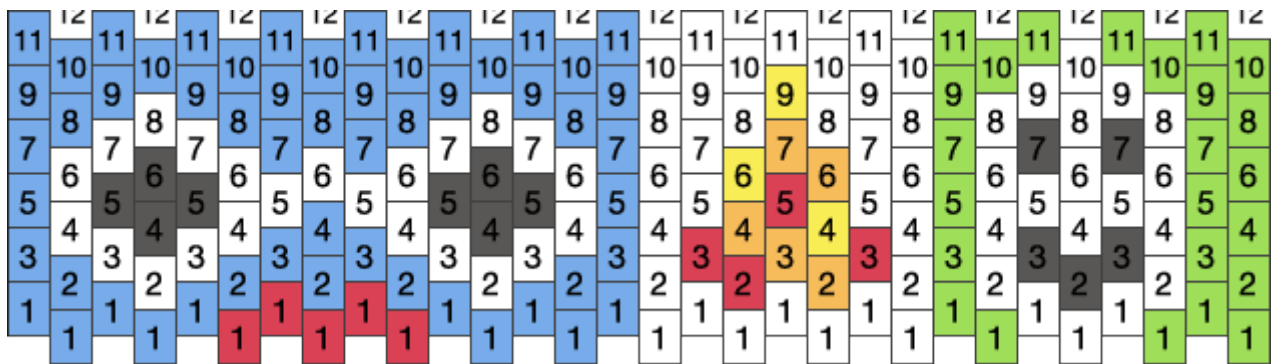 12 12 12 12 12 12 12 12 12 12 12 12 12 12 12
11 11 11 11 11 11 11 11 11 11 11 11 11 11 11
10 10 10 10 10 10 10 10 10 10 10 10 10 10 10
9 9 9 9 9 9 9 9 9 9 9 9 9 9 9
8 8 8 8 8 8 8 8 8 8 8 8 8 8 8
7 7 7 7 7 7 7 7 7 7 7 7 7 7 7
6 6 6 6 6 6 6 6 6 6 6 6 6 6 6
5 5 5 5 5 5 5 5 5 5 5 5 5 5 5
4 4 4 4 4 4 4 4 4 4 4 4 4 4 4
3 3 3 3 3 3 3 3 3 3 3 3 3 3 3
2 2 2 2 2 2 2 2 2 2 2 2 2 2 2
1 1 1 1 1 1 1 1 1 1 1 1 1 1 1
1 1 1 1 1 1 1 1 1 1 1 1 1 1 1